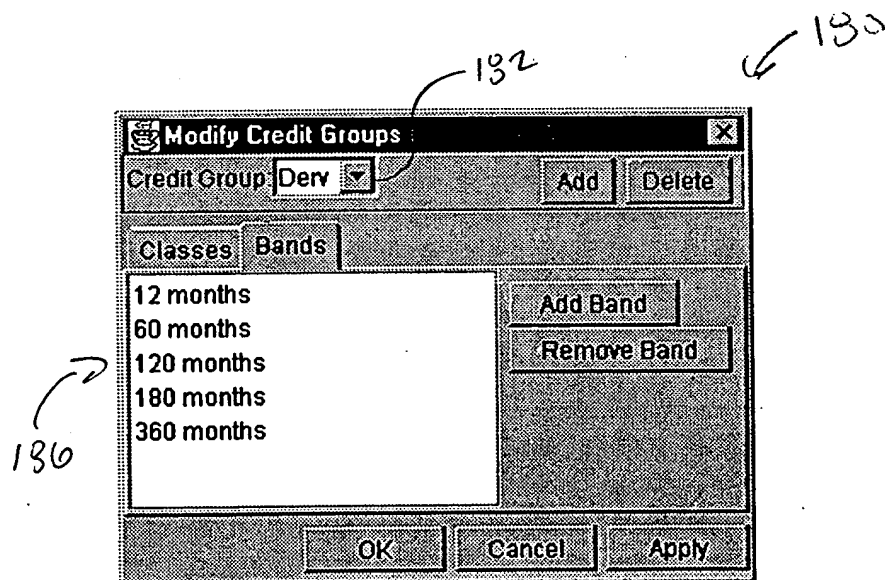 180
182
Modify Credit Groups
Credit Group: Derv Add Delete
Classes Bands
12 months
60 months
120 months
180 months
360 months
Add Band
Remove Band
186
OK Cancel Apply